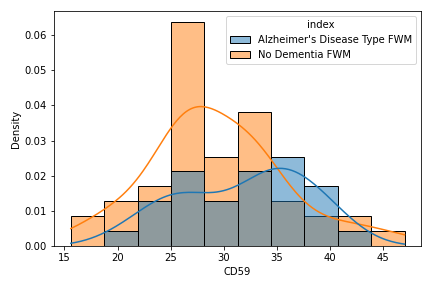 index
Alzheimer's Disease Type FWM
No Dementia FWM
Density
0.06
0.05
0.04
0.03
0.02
0.01
0.00
15 20 25 30 35 40 45
CD59